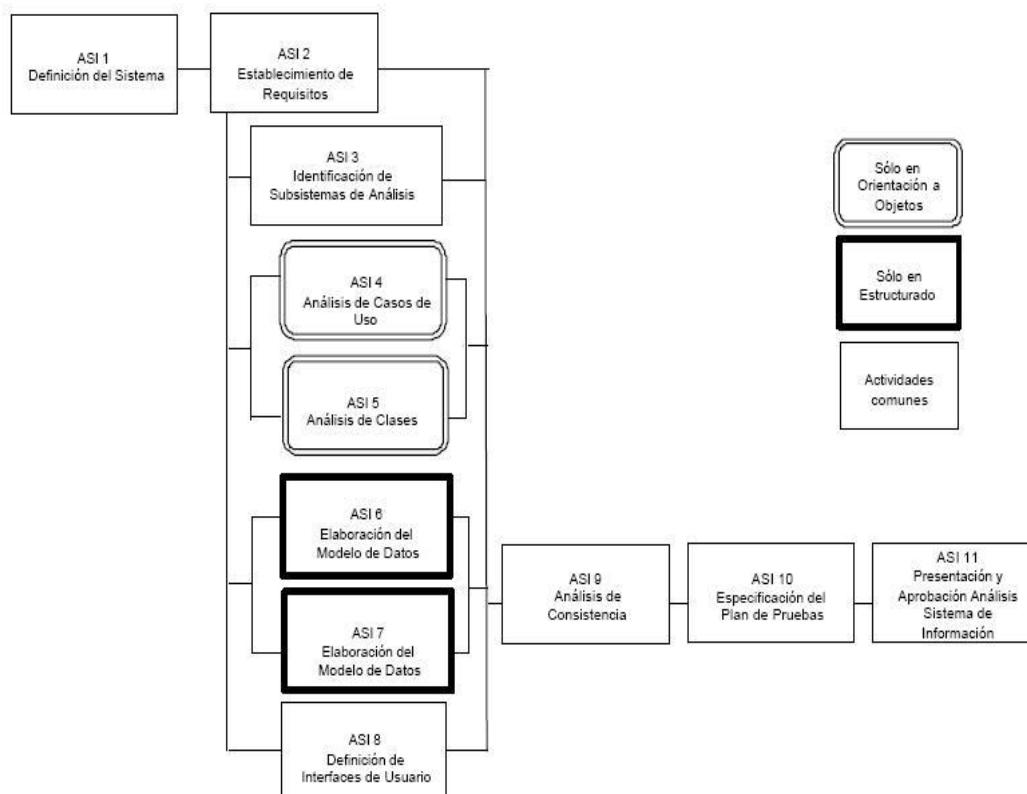 ASI 1
Definición del Sistema
ASI 2
Establecimiento de
Requisitos
ASI 3
Identificación de
Subsistemas de Análisis
ASI 4
Análisis de Casos de
Uso
ASI 5
Análisis de Clases
ASI 6
Elaboración del
Modelo de Datos
ASI 7
Elaboración del
Modelo de Datos
ASI 8
Definición de
Interfaces de Usuario
ASI 9
Análisis de
Consistencia
ASI 10
Especificación del
Plan de Pruebas
ASI 11
Presentación y
Aprobación Análisis
Sistema de
Información
Sólo en
Orientación a
Objetos
Sólo en
Estructurado
Actividades
comunes